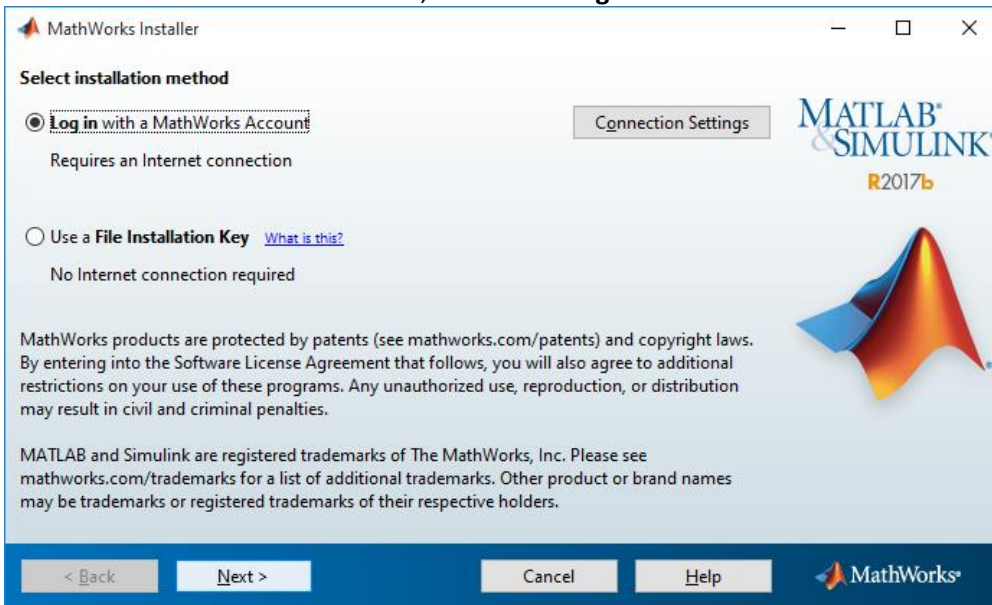 MathWorks Installer
Select installation method
Log in with a MathWorks Account
Connection Settings
Requires an Internet connection
MATLAB®
&SIMULINK®
R2017b
Use a File Installation Key What is this?
No Internet connection required
MathWorks products are protected by patents (see mathworks.com/patents) and copyright laws.
By entering into the Software License Agreement that follows, you will also agree to additional
restrictions on your use of these programs. Any unauthorized use, reproduction, or distribution
may result in civil and criminal penalties.
MATLAB and Simulink are registered trademarks of The MathWorks, Inc. Please see
mathworks.com/trademarks for a list of additional trademarks. Other product or brand names
may be trademarks or registered trademarks of their respective holders.
< Back Next > Cancel Help MathWorks®